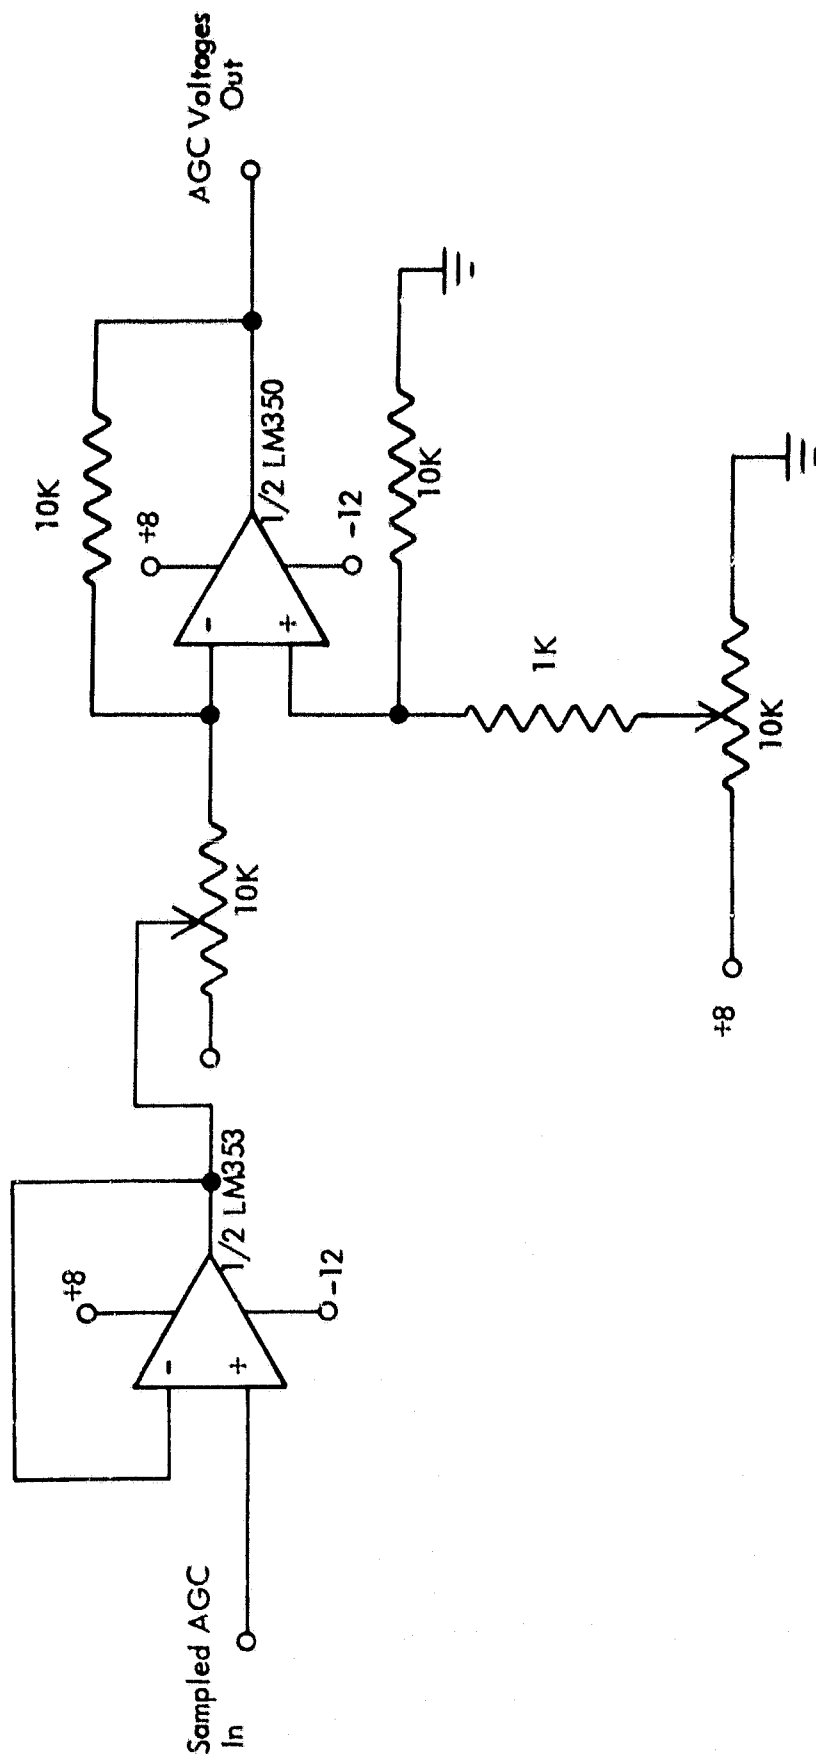 Sampled AGC
In
+8
-
+
-12
1/2 LM353
10K
10K
+8
-
+
-12
1/2 LM350
10K
1K
10K
+8
AGC Voltages
Out